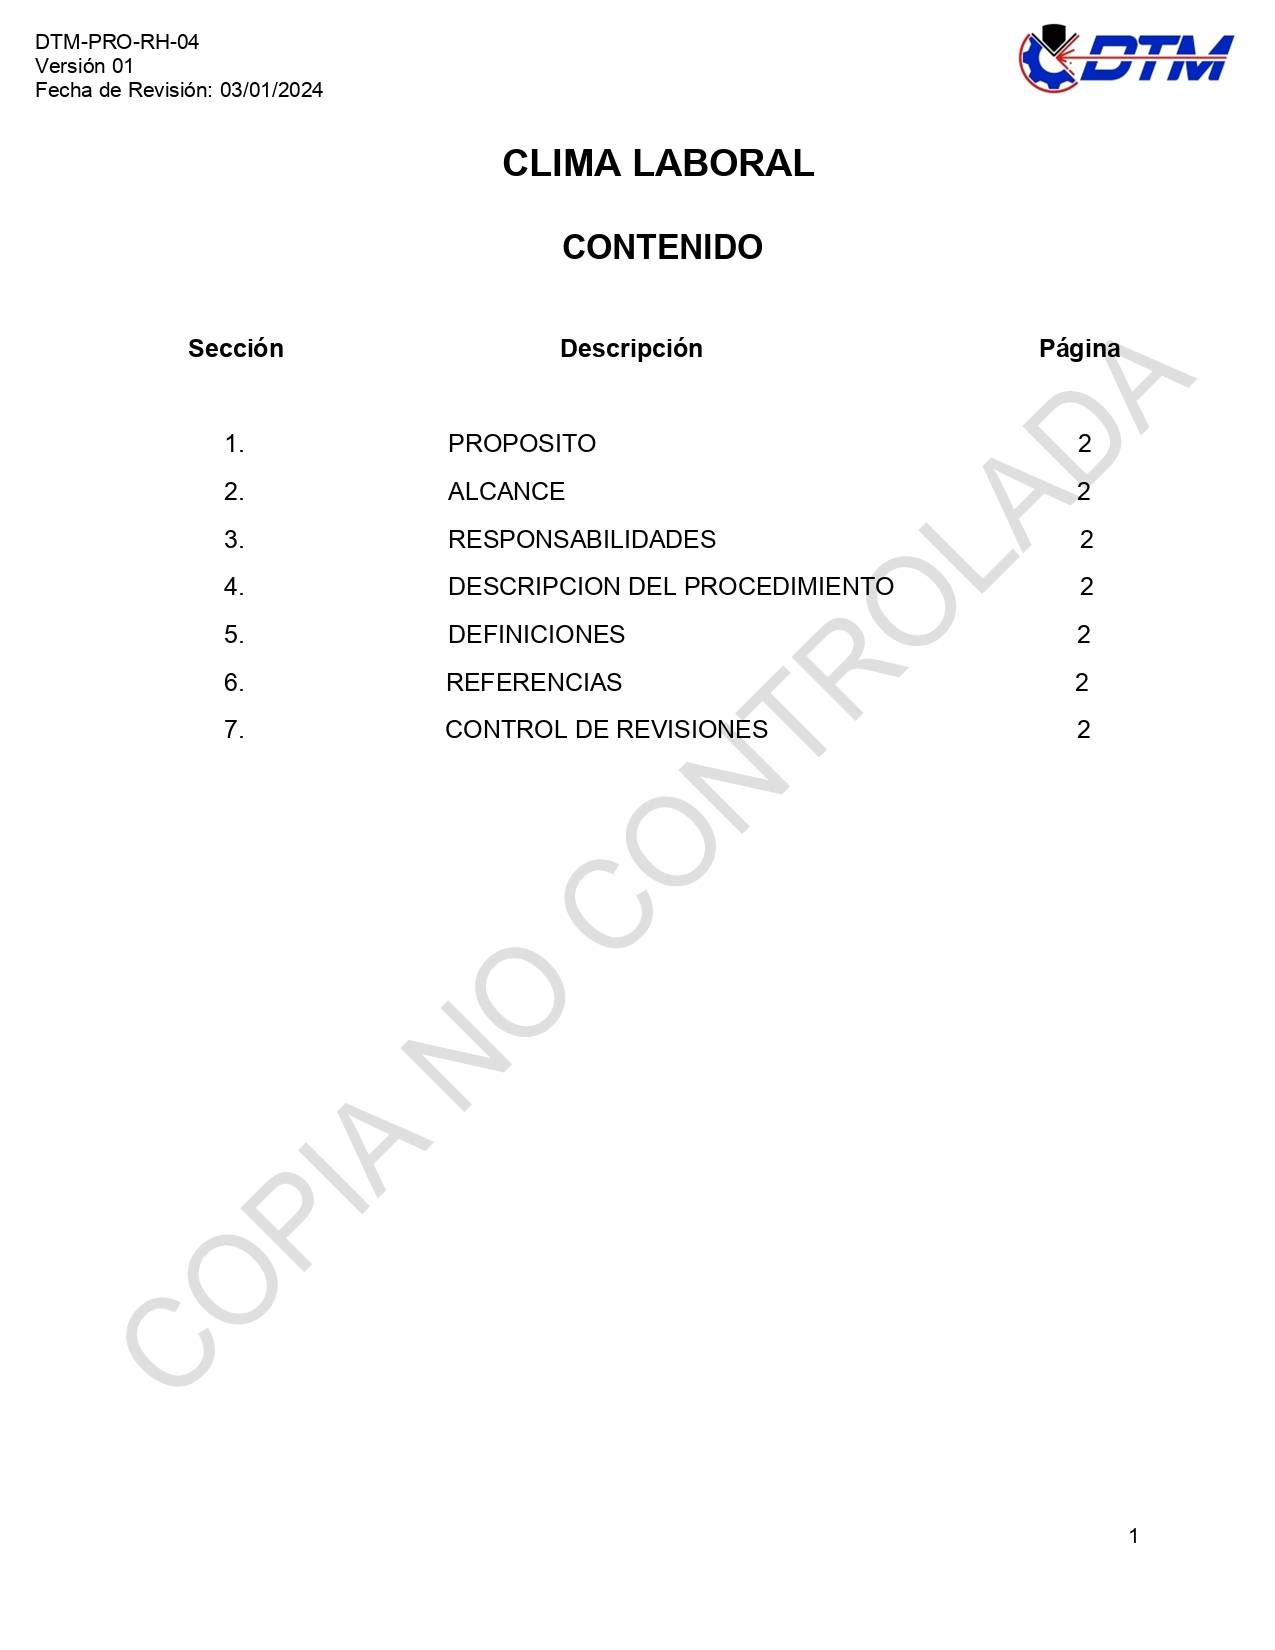 DTM-PRO-RH-04
Versión 01
Fecha de Revisión: 03/01/2024
DTM
CLIMA LABORAL
CONTENIDO
Sección Descripción Página
1. PROPOSITO 2
2. ALCANCE 2
3. RESPONSABILIDADES 2
4. DESCRIPCION DEL PROCEDIMIENTO 2
5. DEFINICIONES 2
6. REFERENCIAS 2
7. CONTROL DE REVISIONES 2
COPIA NO CONTROLADA
1